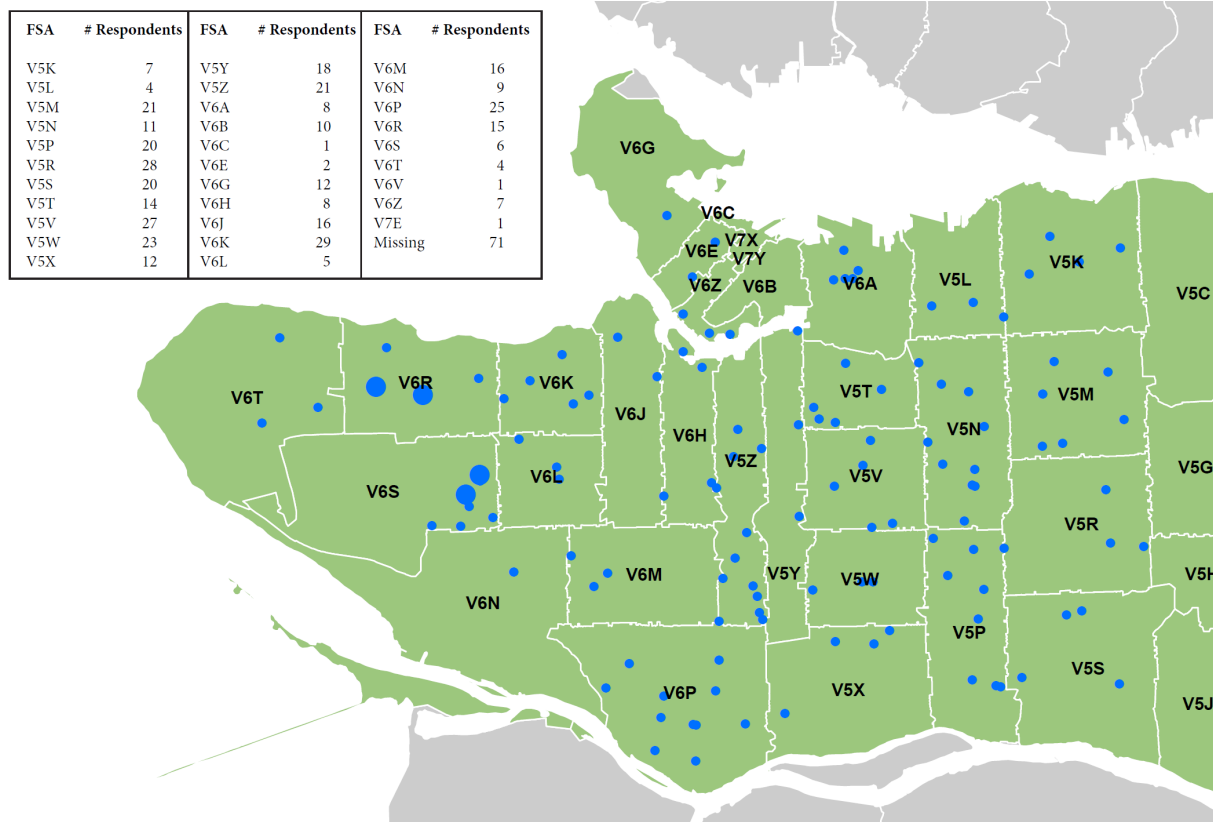 FSA # Respondents FSA # Respondents FSA # Respondents
V5K 7 V5Y 18 V6M 16
V5L 4 V5Z 21 V6N 9
V5M 21 V6A 8 V6P 25
V5N 11 V6B 10 V6R 15
V5P 20 V6C 1 V6S 6
V5R 28 V6E 2 V6T 4
V5S 20 V6G 12 V6V 1
V5T 14 V6H 8 V6Z 7
V5V 27 V6J 16 V7E 1
V5W 23 V6K 29 Missing 71
V5X 12 V6L 5
V6G
V6C
V7X
V6E
V7Y
V5K
V6Z
V6B
V6A
V5L
V5C
V6R
V6K
V6T
V5T
V5M
V6J
V5N
V6H
V5Z
V5V
V5G
V6L
V6S
V5R
V6M
V5Y
V5W
V5H
V6N
V5P
V5S
V6P
V5X
V5J